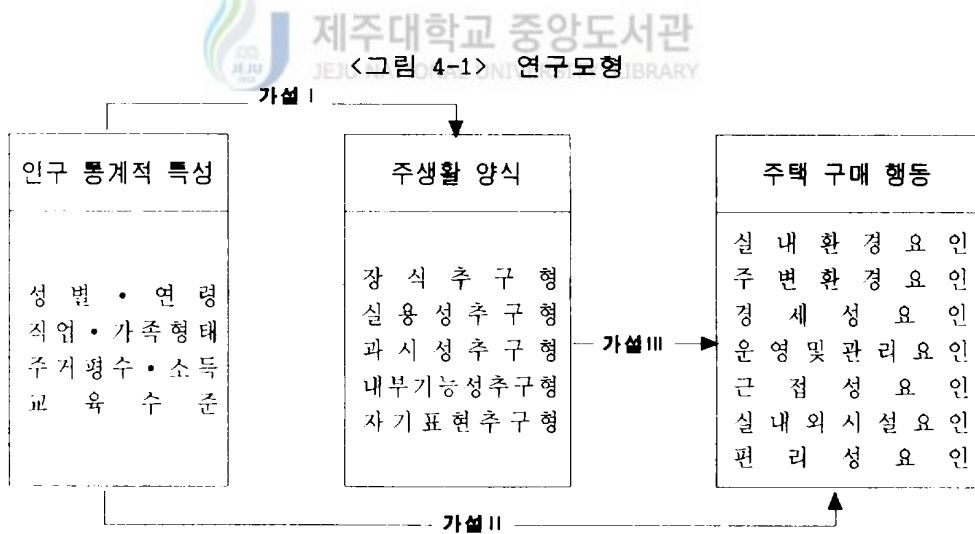 제주대학교 중앙도서관
JEJU NATIONAL UNIVERSITY LIBRARY
<그림 4-1> 연구모형
가설 I
인구 통계적 특성
성별 • 연령
직업 • 가족형태
주거평수 • 소득
교육수준
주생활 양식
장식추구형
실용성추구형
과시성추구형
내부기능성추구형
자기표현추구형
가설III
주택 구매 행동
실내환경요인
주변환경요인
경제성요인
운영및관리요인
근접성요인
실내외시설요인
편리성요인
가설II